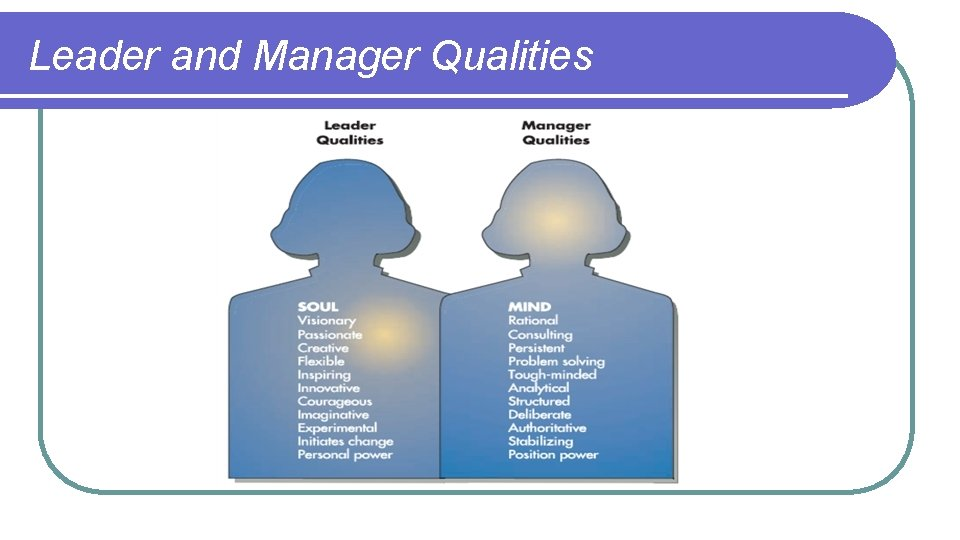 Leader and Manager Qualities
Leader
Qualities
SOUL
Visionary
Passionate
Creative
Flexible
Inspiring
Innovative
Courageous
Imaginative
Experimental
Initiates change
Personal power
Manager
Qualities
MIND
Rational
Consulting
Persistent
Problem solving
Tough-minded
Analytical
Structured
Deliberate
Authoritative
Stabilizing
Position power